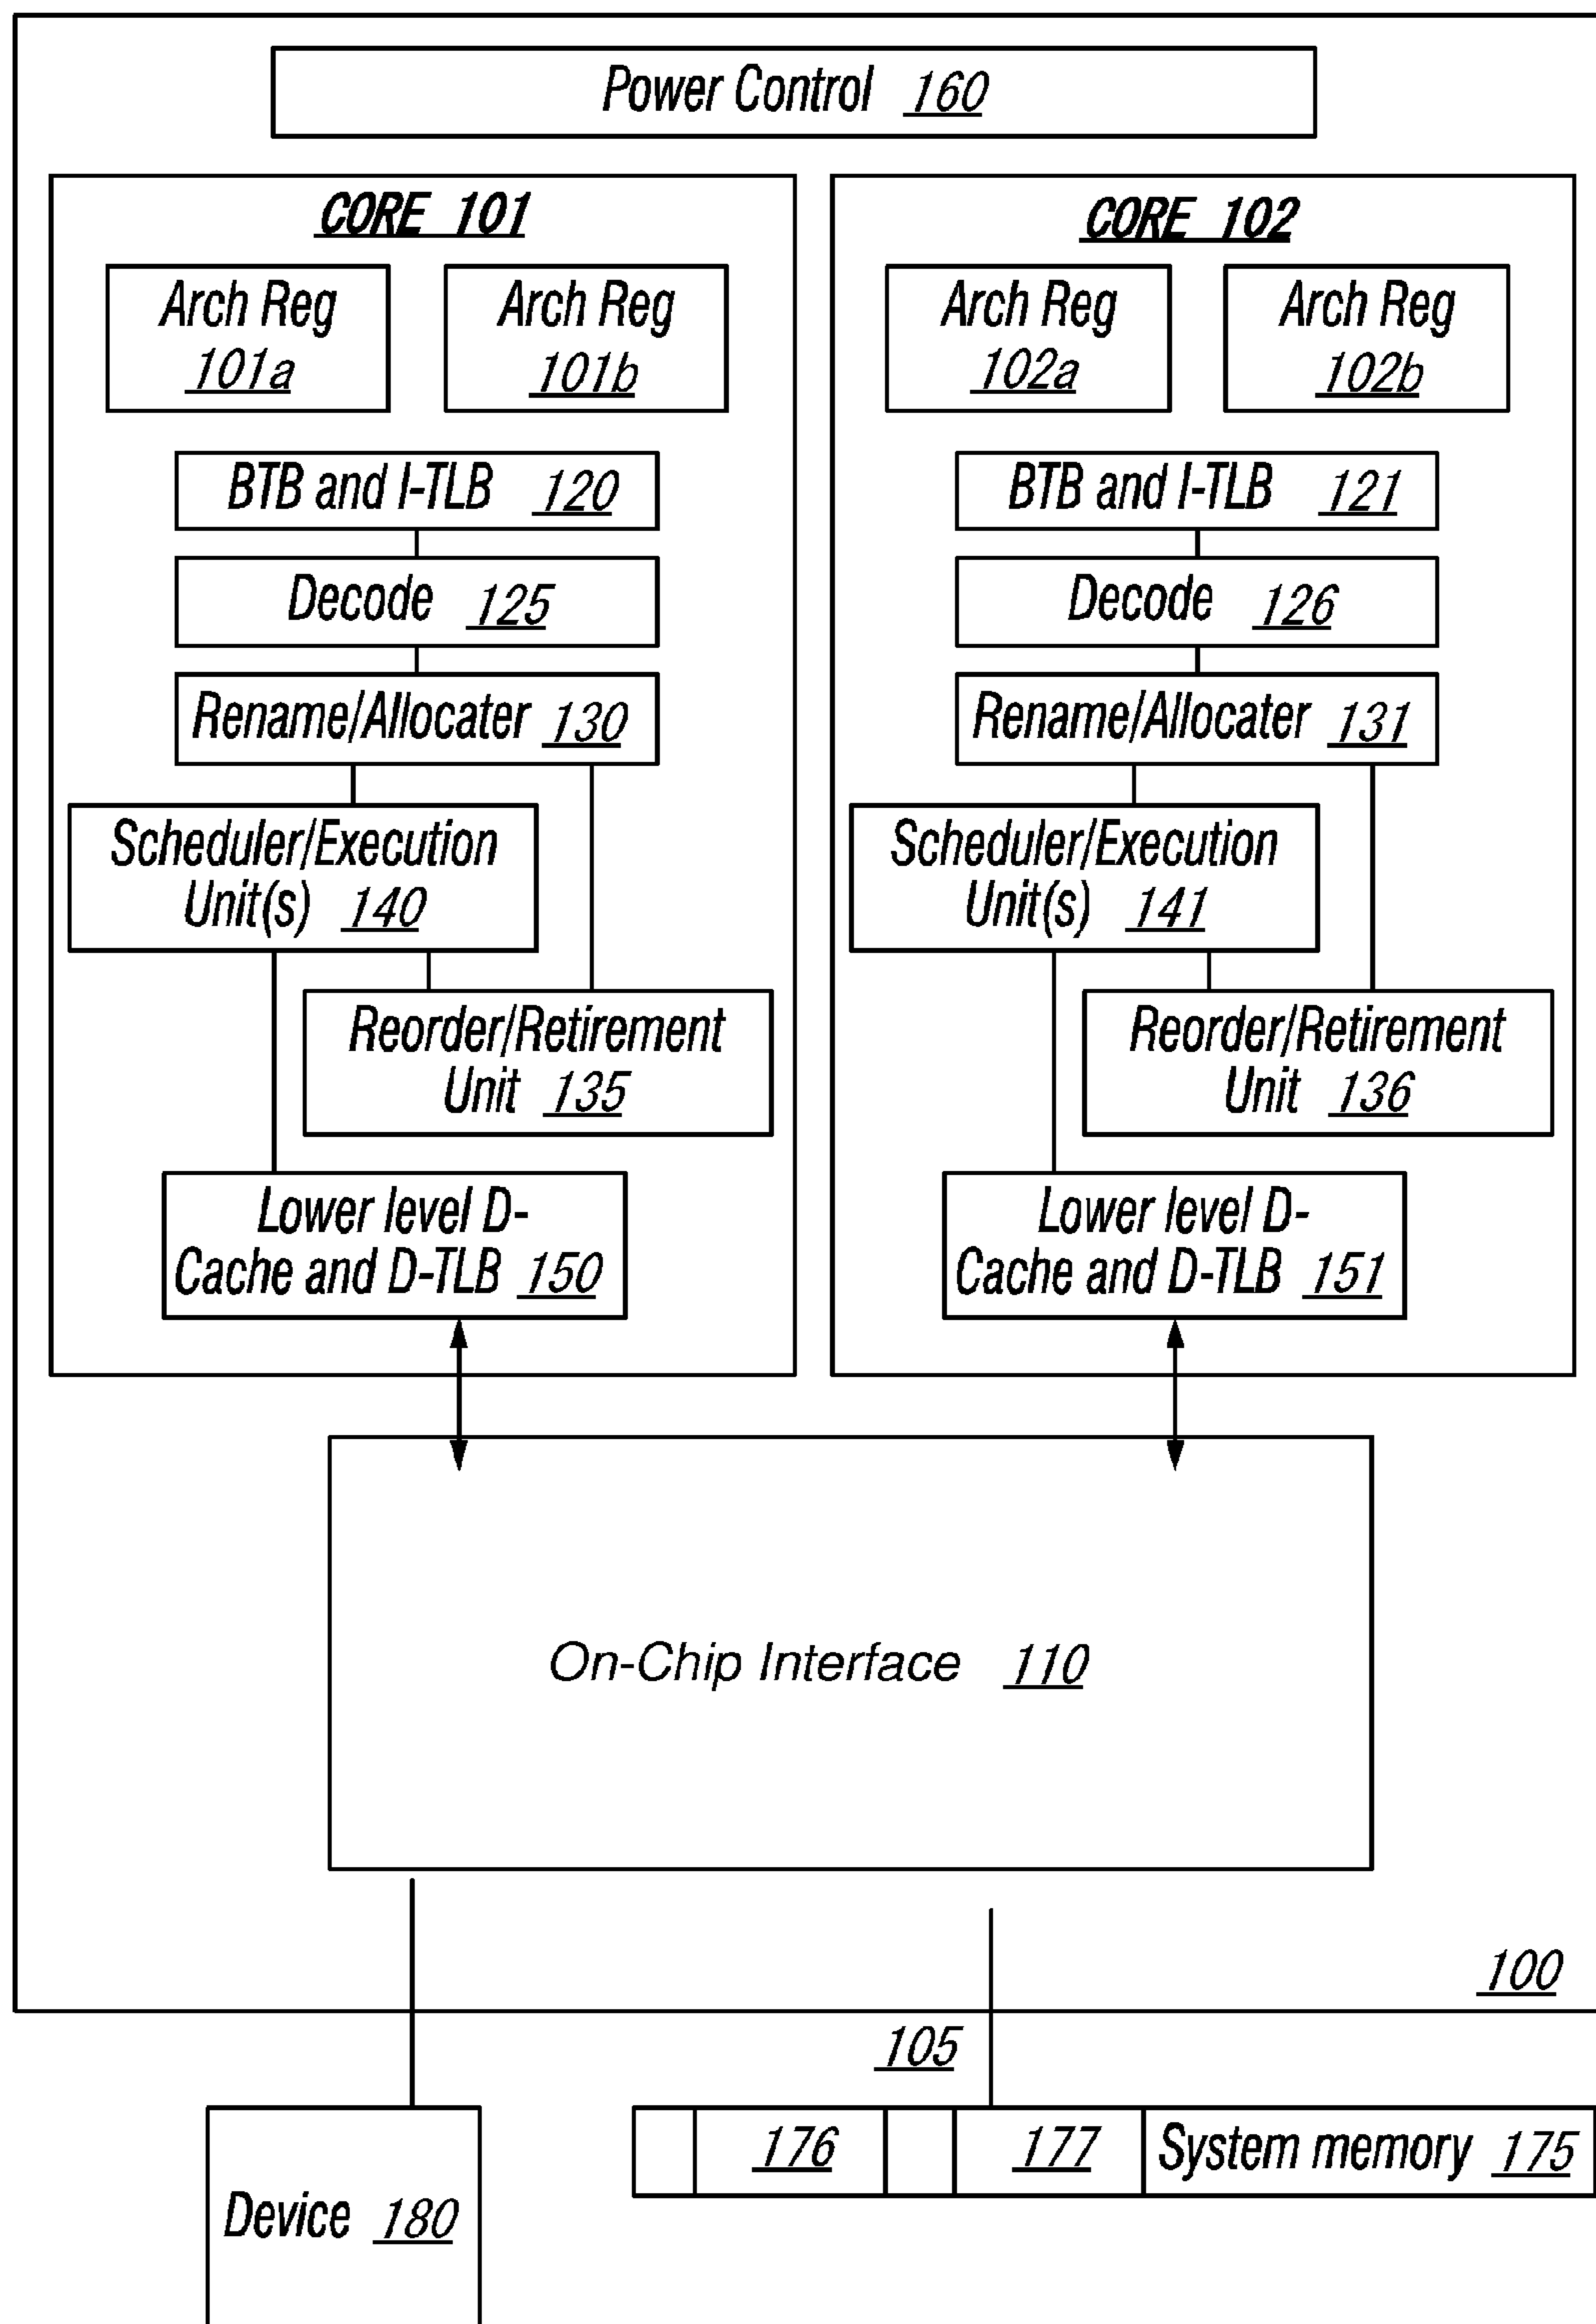 Power Control 160
CORE 101
Arch Reg
101a
Arch Reg
101b
BTB and I-TLB 120
Decode 125
Rename/Allocater 130
Scheduler/Execution
Unit(s) 140
Reorder/Retirement
Unit 135
Lower level D-
Cache and D-TLB 150
CORE 102
Arch Reg
102a
Arch Reg
102b
BTB and I-TLB 121
Decode 126
Rename/Allocater 131
Scheduler/Execution
Unit(s) 141
Reorder/Retirement
Unit 136
Lower level D-
Cache and D-TLB 151
On-Chip Interface 110
100
105
176
177
System memory 175
Device 180